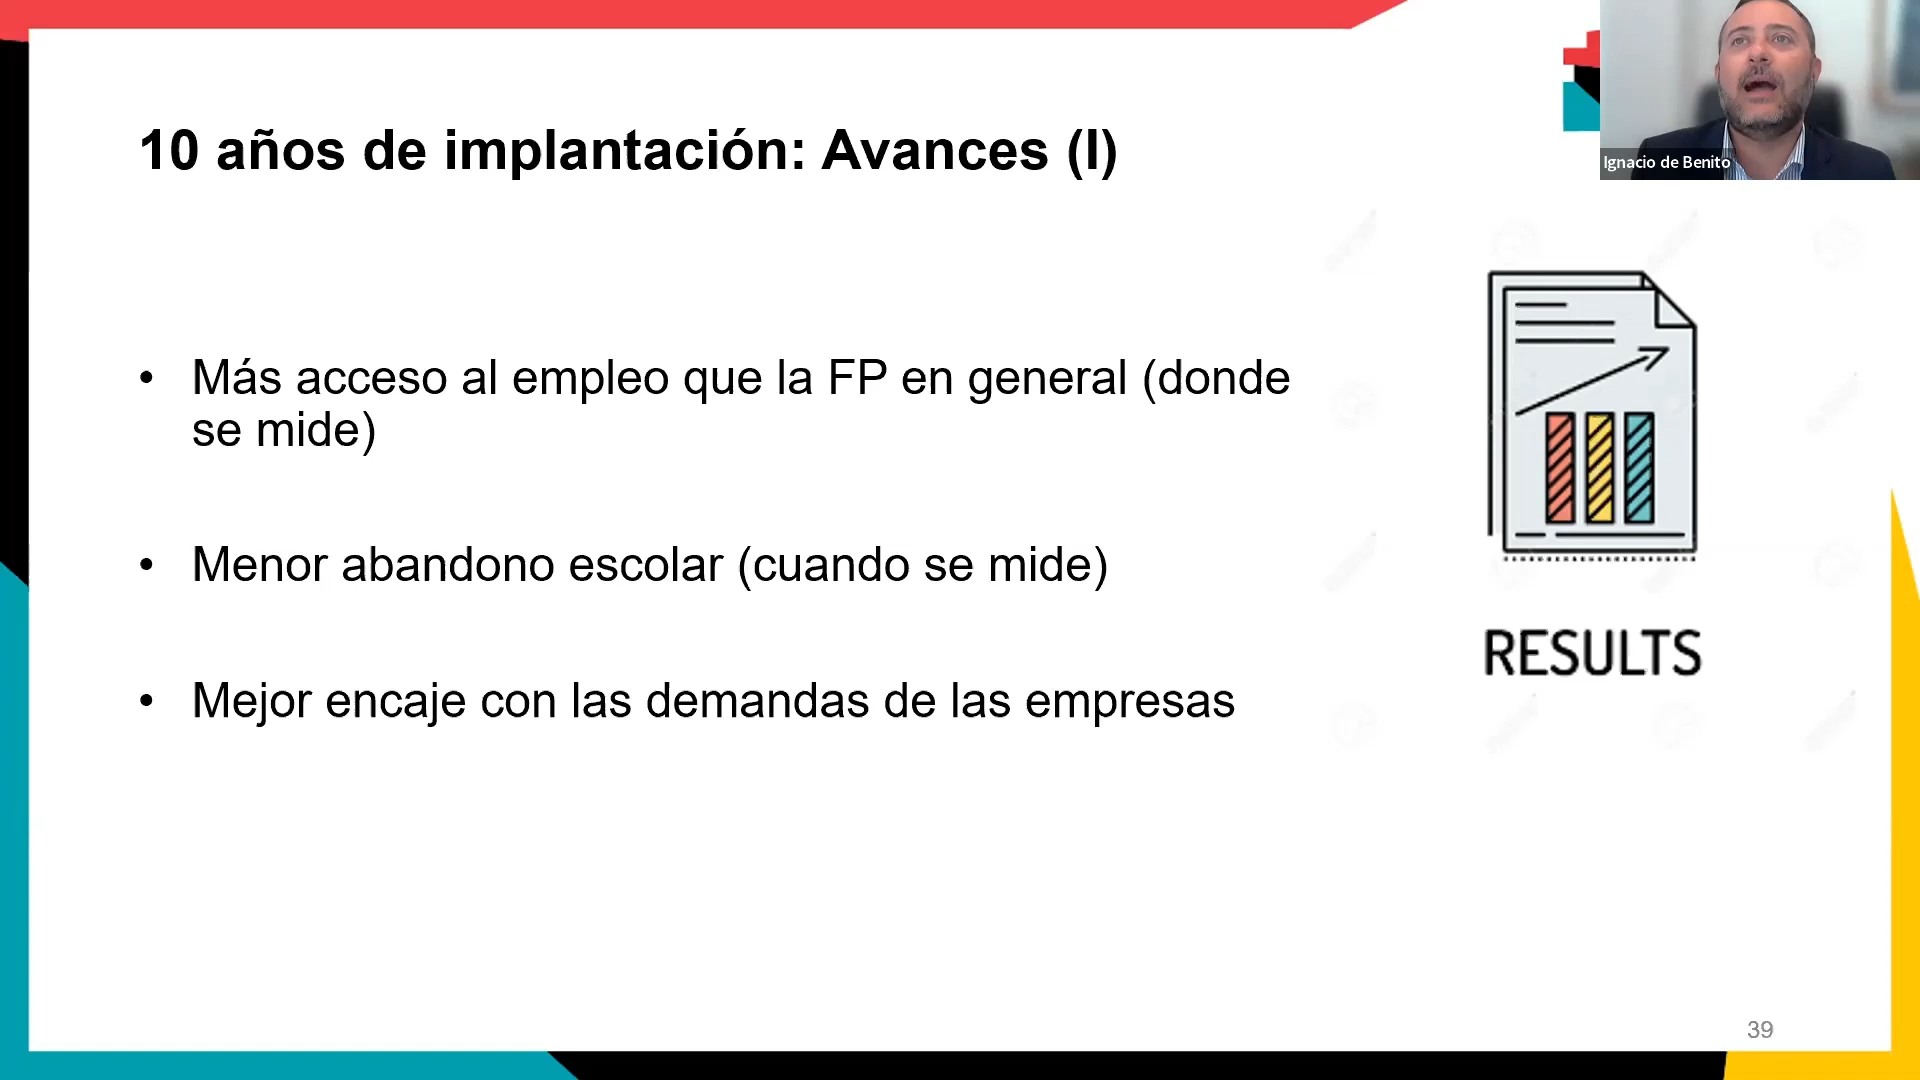 10 años de implantación: Avances (I)
Ignacio de Benito
• Más acceso al empleo que la FP en general (donde
se mide)
• Menor abandono escolar (cuando se mide)
• Mejor encaje con las demandas de las empresas
RESULTS
39